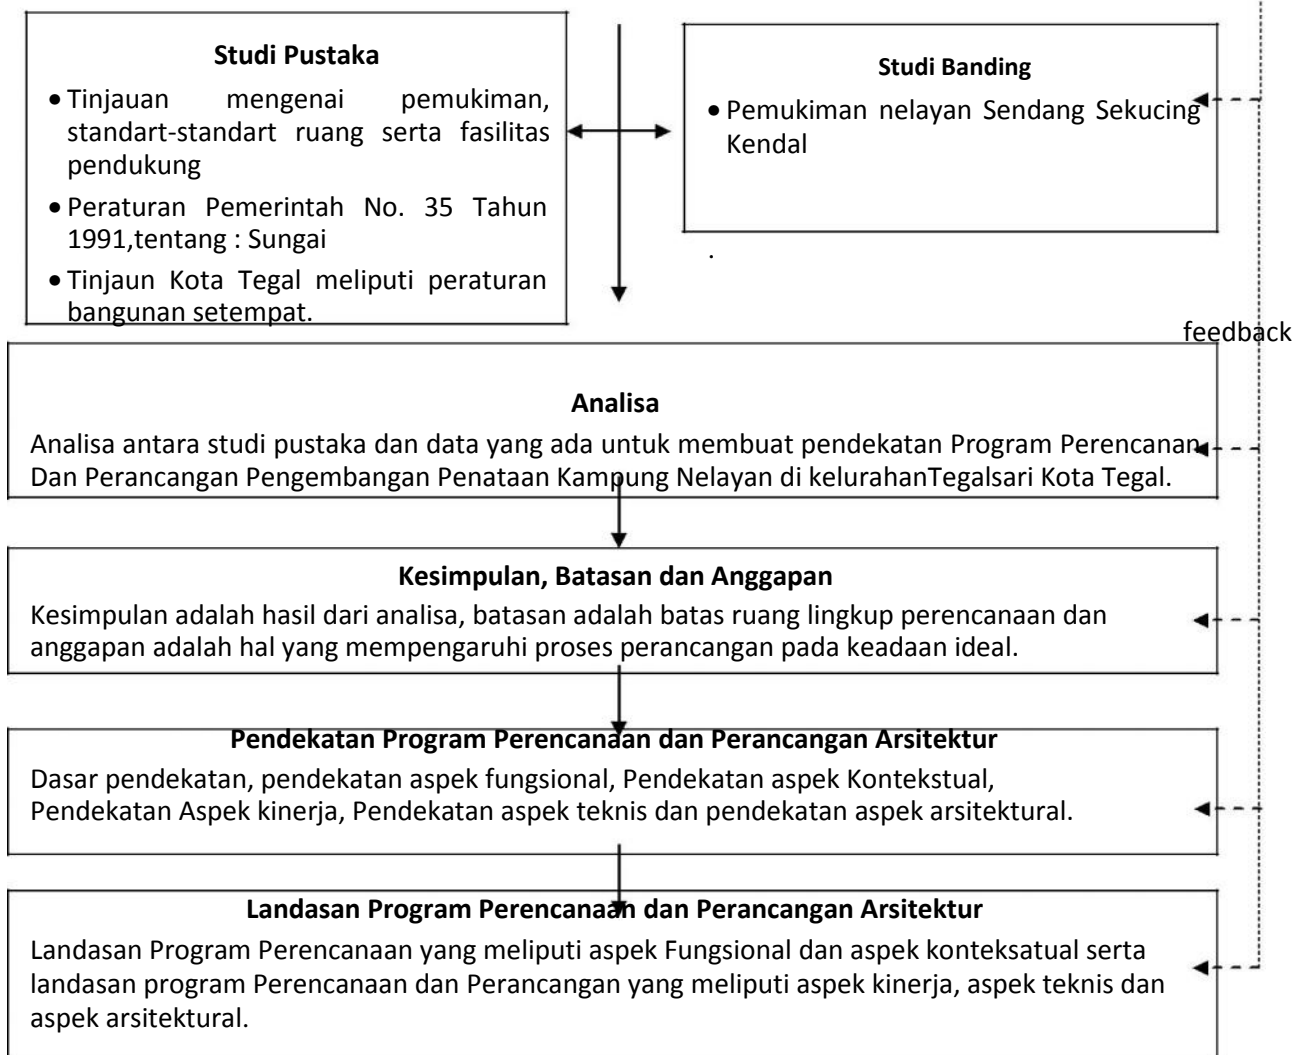 Studi Pustaka
• Tinjauan mengenai pemukiman,
standart-standart ruang serta fasilitas
pendukung
• Peraturan Pemerintah No. 35 Tahun
1991,tentang : Sungai
• Tinjaun Kota Tegal meliputi peraturan
bangunan setempat.
Studi Banding
• Pemukiman nelayan Sendang Sekucing
Kendal
.
feedback
Analisa
Analisa antara studi pustaka dan data yang ada untuk membuat pendekatan Program Perencanan
Dan Perancangan Pengembangan Penataan Kampung Nelayan di kelurahanTegalsari Kota Tegal.
Kesimpulan, Batasan dan Anggapan
Kesimpulan adalah hasil dari analisa, batasan adalah batas ruang lingkup perencanaan dan
anggapan adalah hal yang mempengaruhi proses perancangan pada keadaan ideal.
Pendekatan Program Perencanaan dan Perancangan Arsitektur
Dasar pendekatan, pendekatan aspek fungsional, Pendekatan aspek Kontekstual,
Pendekatan Aspek kinerja, Pendekatan aspek teknis dan pendekatan aspek arsitektural.
Landasan Program Perencanaan dan Perancangan Arsitektur
Landasan Program Perencanaan yang meliputi aspek Fungsional dan aspek konteksatual serta
landasan program Perencanaan dan Perancangan yang meliputi aspek kinerja, aspek teknis dan
aspek arsitektural.